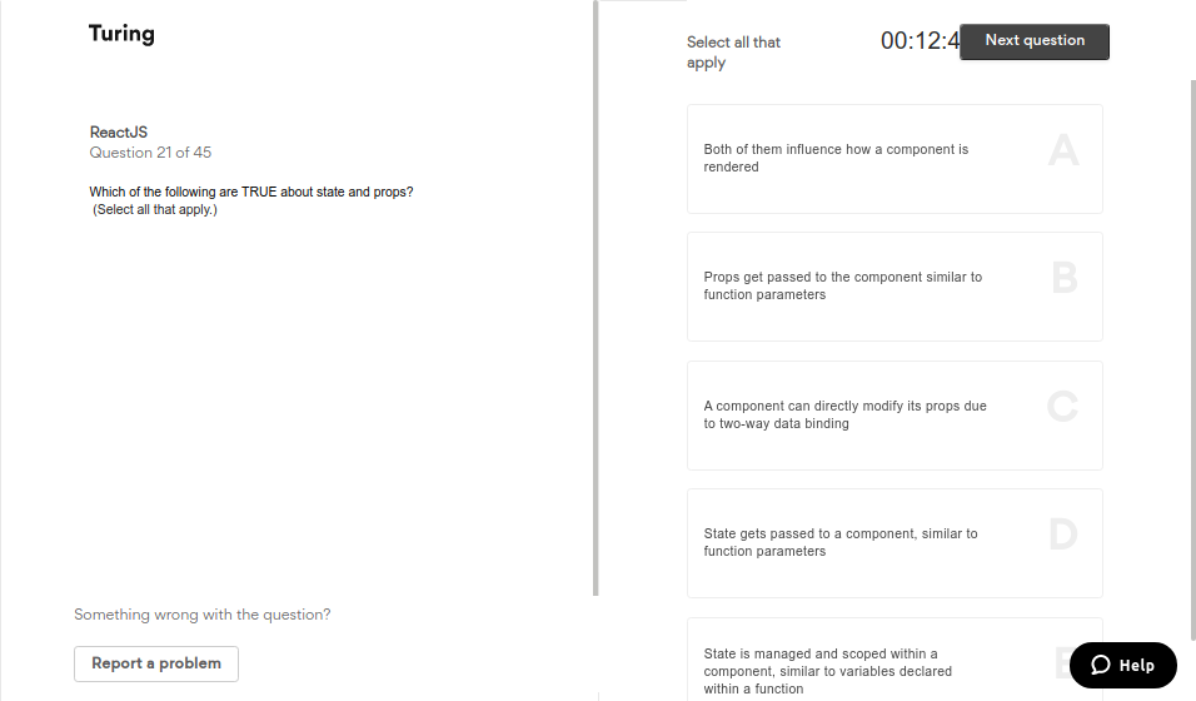 Turing
ReactJS
Question 21 of 45
Which of the following are TRUE about state and props?
(Select all that apply.)
Something wrong with the question?
Report a problem
Select all that
apply
00:12:4
Next question
Both of them influence how a component is
rendered
A
Props get passed to the component similar to
function parameters
B
A component can directly modify its props due
to two-way data binding
C
State gets passed to a component, similar to
function parameters
D
State is managed and scoped within a
component, similar to variables declared
within a function
E
Help